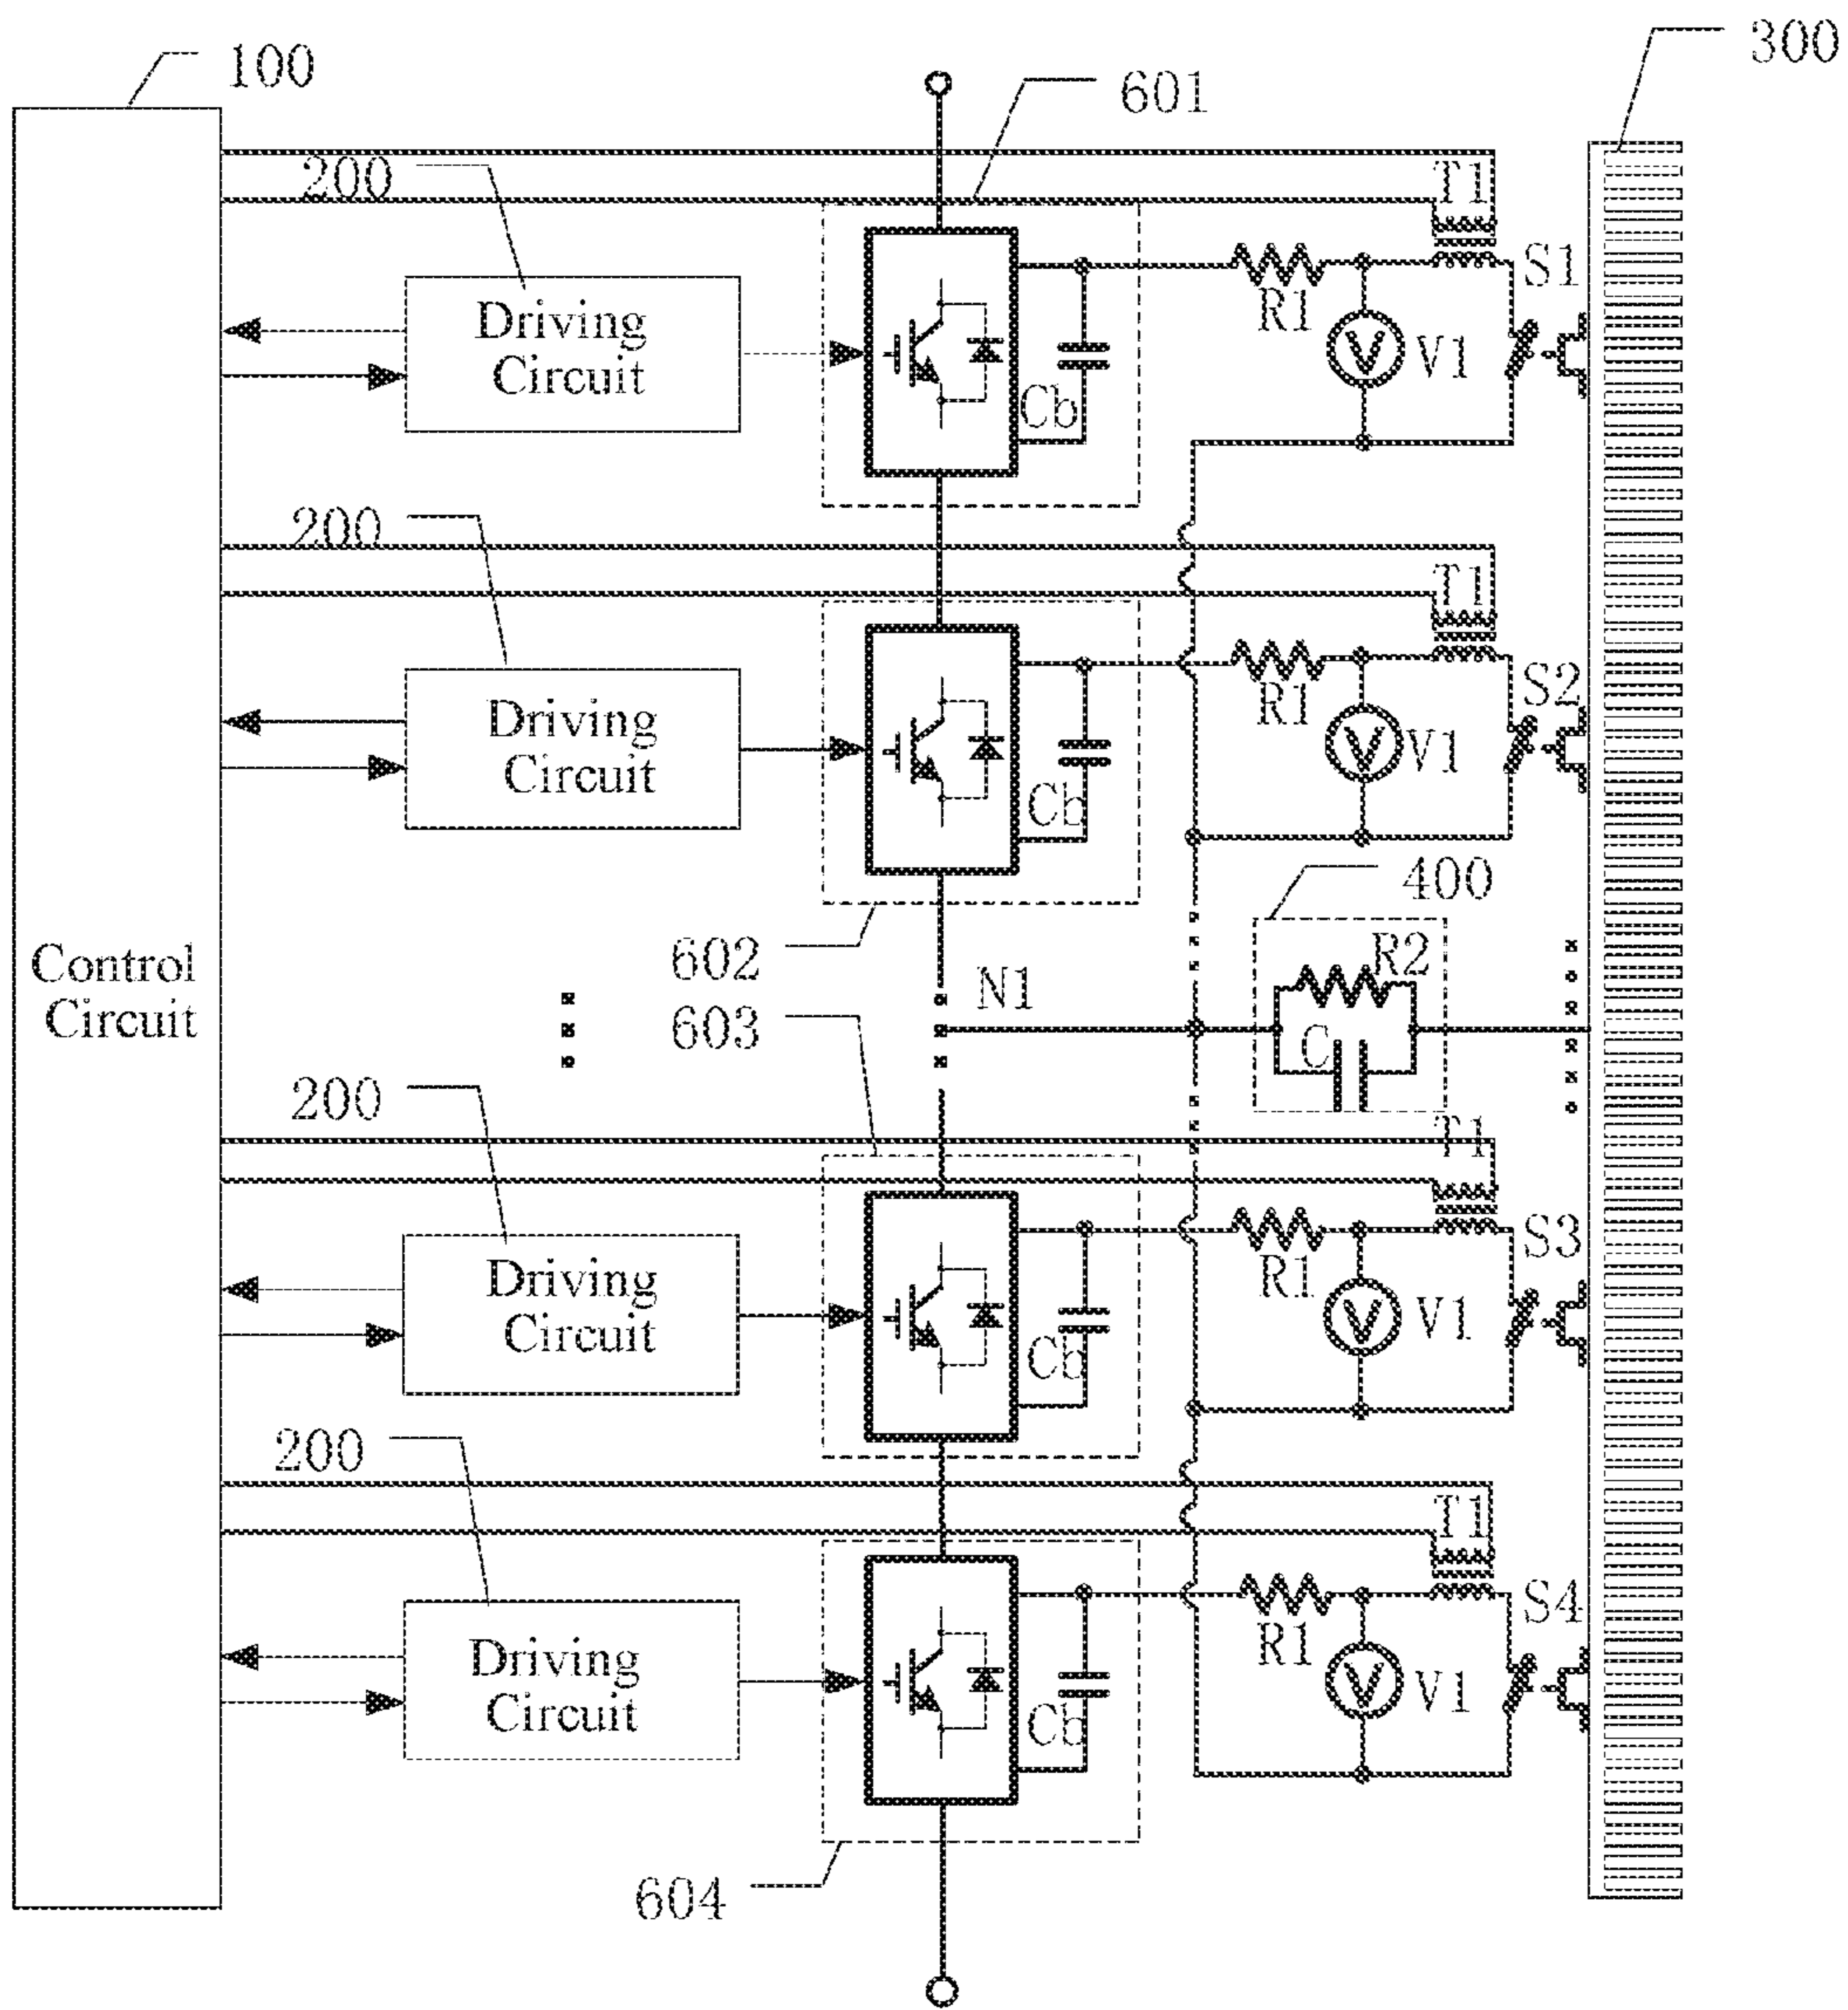 100
300
601
200
T1
S1
Driving
Circuit
R1
V
V1
Cb
200
T1
S2
Driving
Circuit
R1
V
V1
Cb
400
602
R2
Control
Circuit
N1
603
C
200
T1
S3
Driving
Circuit
R1
V
V1
Cb
200
T1
S4
Driving
Circuit
R1
V
V1
Cb
604